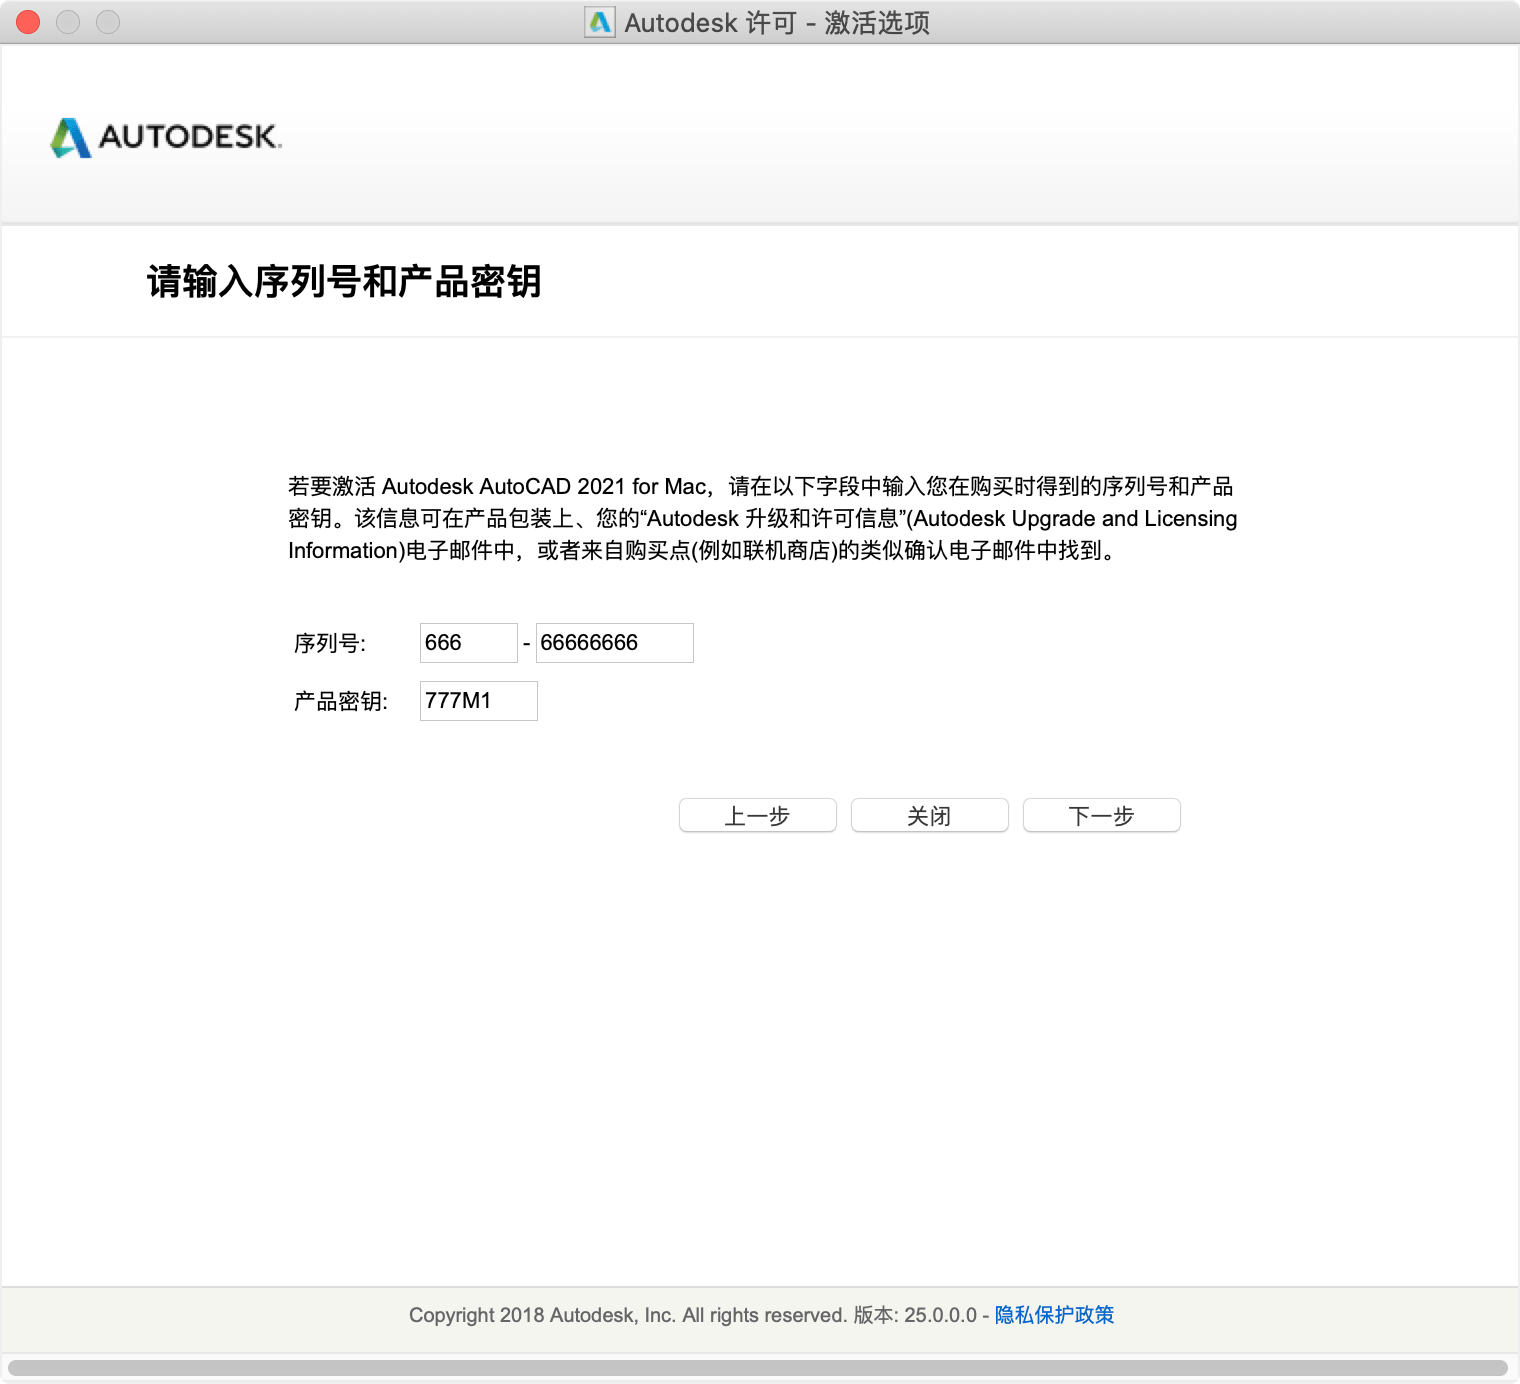 Autodesk 许可 - 激活选项
AUTODESK.
请输入序列号和产品密钥
若要激活 Autodesk AutoCAD 2021 for Mac，请在以下字段中输入您在购买时得到的序列号和产品
密钥。该信息可在产品包装上、您的“Autodesk 升级和许可信息”(Autodesk Upgrade and Licensing
Information)电子邮件中，或者来自购买点(例如联机商店)的类似确认电子邮件中找到。
序列号: 666 - 66666666
产品密钥: 777M1
上一步 关闭 下一步
Copyright 2018 Autodesk, Inc. All rights reserved. 版本: 25.0.0.0 - 隐私保护政策